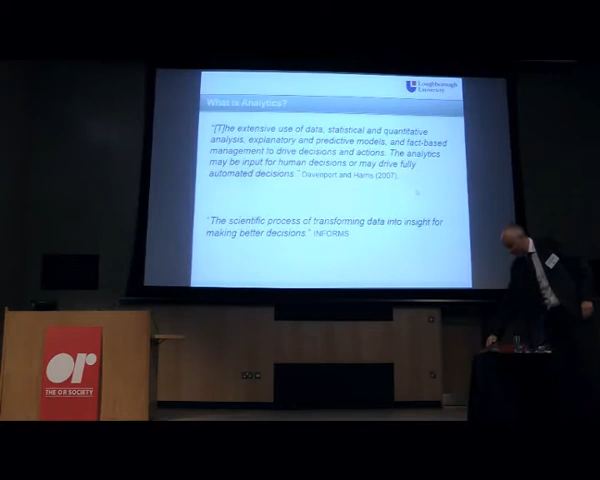 Loughborough
University
What is Analytics?
"[T]he extensive use of data, statistical and quantitative
analysis, explanatory and predictive models, and fact-based
management to drive decisions and actions. The analytics
may be input for human decisions or may drive fully
automated decisions." Davenport and Harris (2007).
"The scientific process of transforming data into insight for
making better decisions." INFORMS
or
THE OR SOCIETY